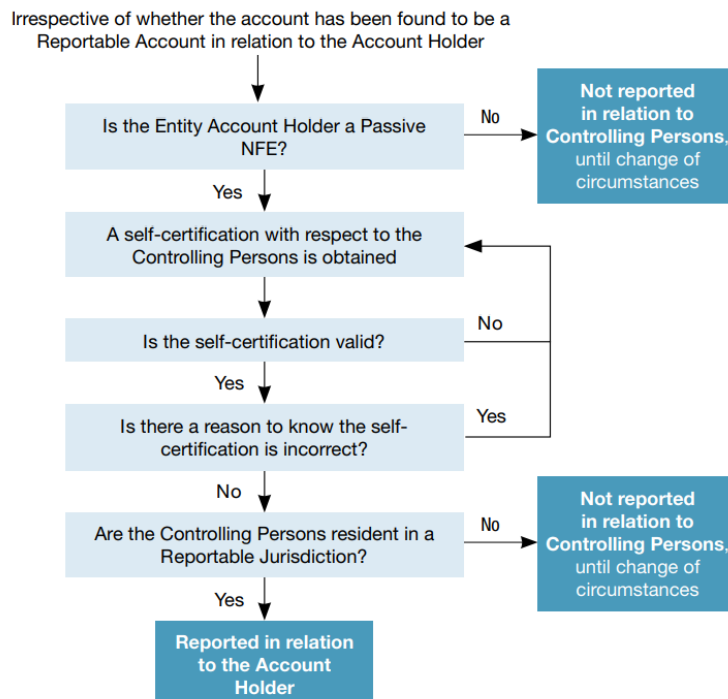 Irrespective of whether the account has been found to be a
Reportable Account in relation to the Account Holder
Is the Entity Account Holder a Passive
NFE?
No
Not reported
in relation to
Controlling Persons,
until change of
circumstances
Yes
A self-certification with respect to the
Controlling Persons is obtained
Is the self-certification valid?
No
Yes
Is there a reason to know the self-
certification is incorrect?
Yes
No
Are the Controlling Persons resident in a
Reportable Jurisdiction?
No
Not reported
in relation to
Controlling Persons,
until change of
circumstances
Yes
Reported in relation
to the Account
Holder